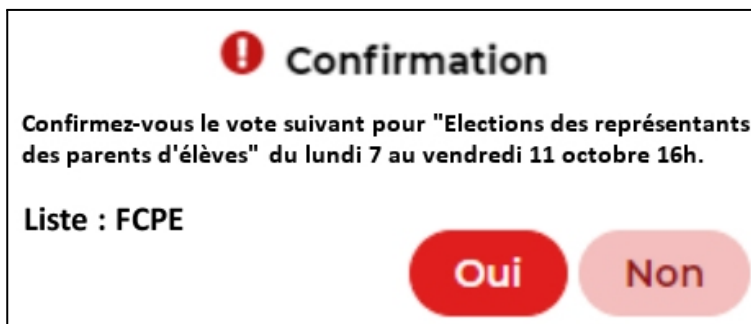 Confirmation
Confirmez-vous le vote suivant pour "Elections des représentants
des parents d'élèves" du lundi 7 au vendredi 11 octobre 16h.
Liste : FCPE
Oui Non